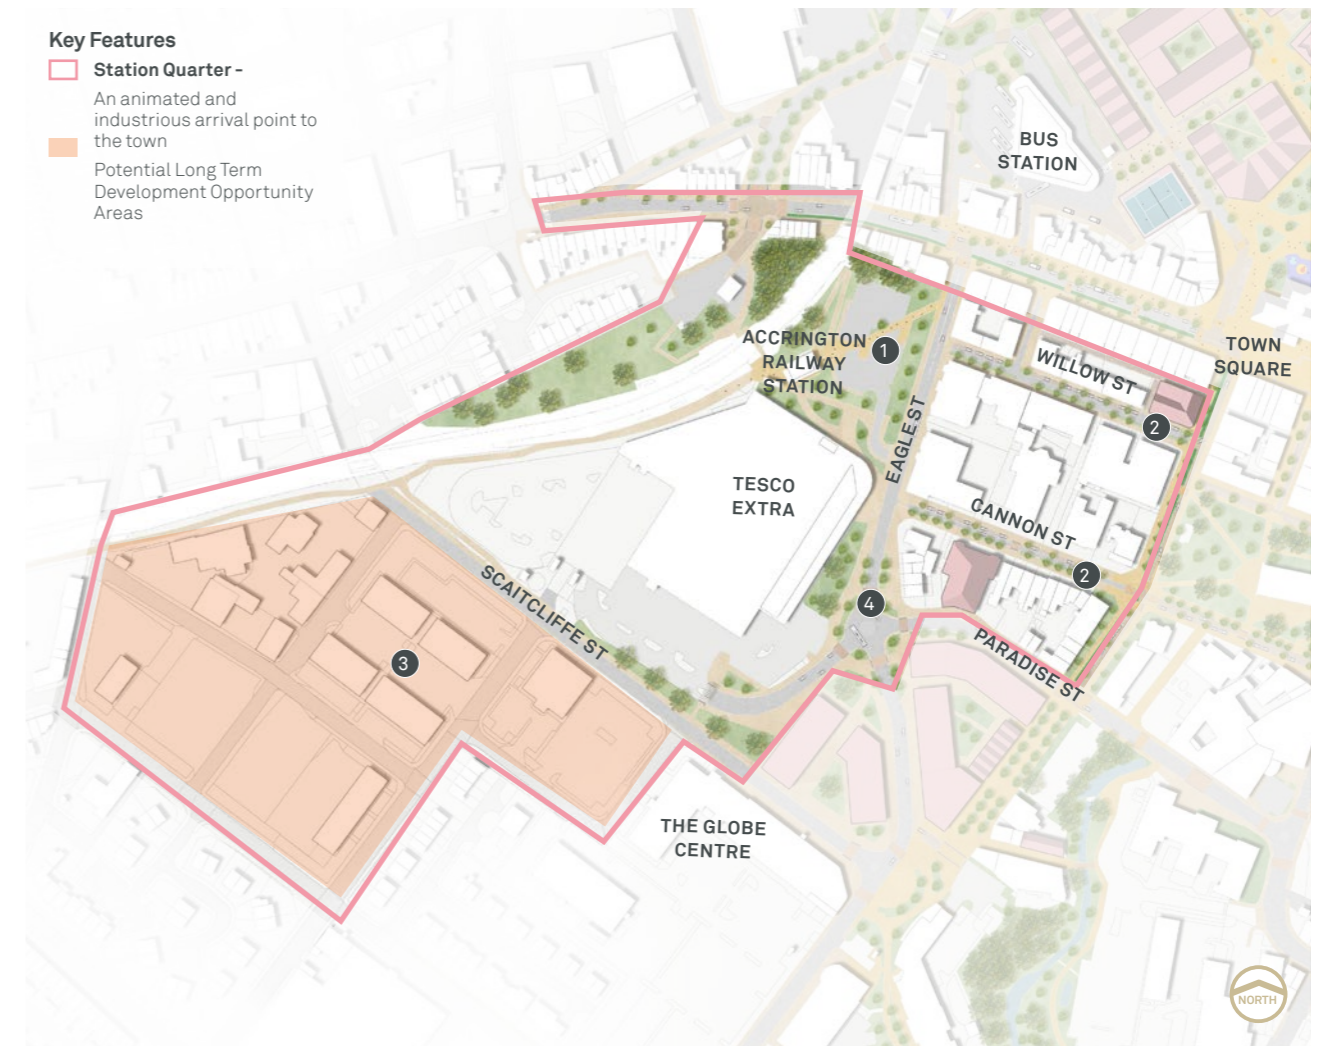 Key Features
Station Quarter -
An animated and
industrious arrival point to
the town
Potential Long Term
Development Opportunity
Areas
BUS
STATION
ACCRINGTON
RAILWAY
STATION
1
TOWN
SQUARE
WILLOW ST
2
EAGLE ST
TESCO
EXTRA
CANNON ST
2
SCAITCLIFFE ST
4
PARADISE ST
3
THE GLOBE
CENTRE
NORTH